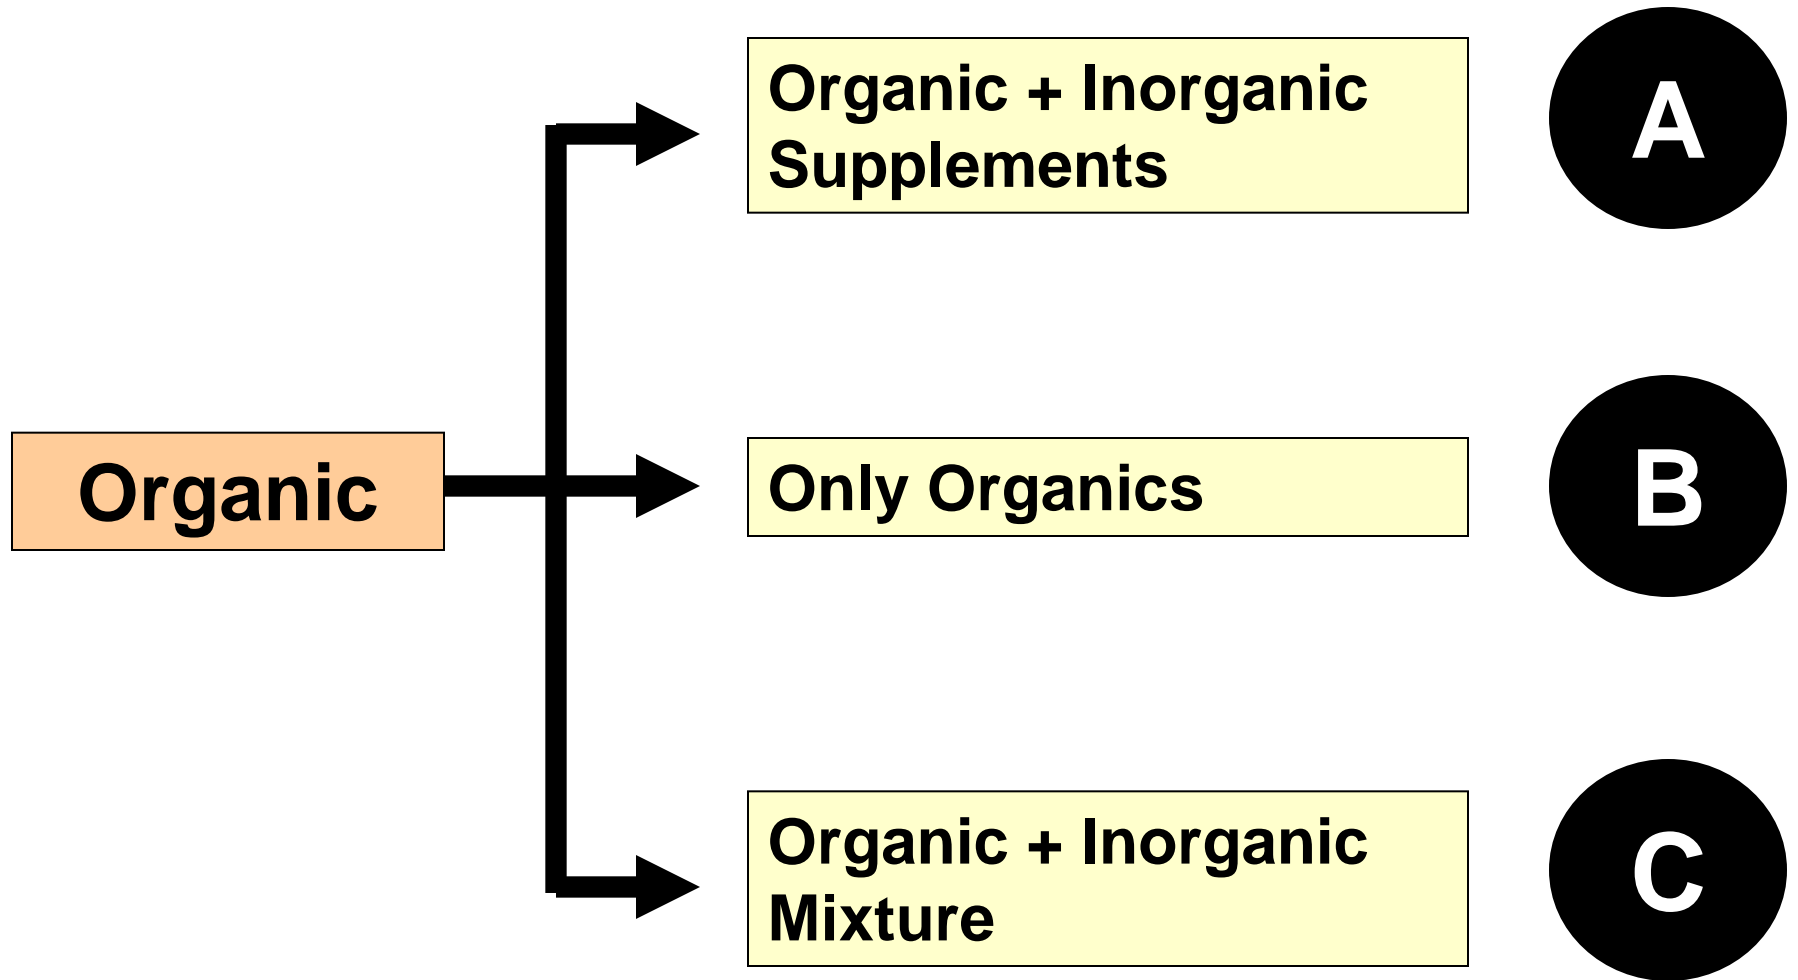 Organic + Inorganic
Supplements
A
Organic
Only Organics
B
Organic + Inorganic
Mixture
C